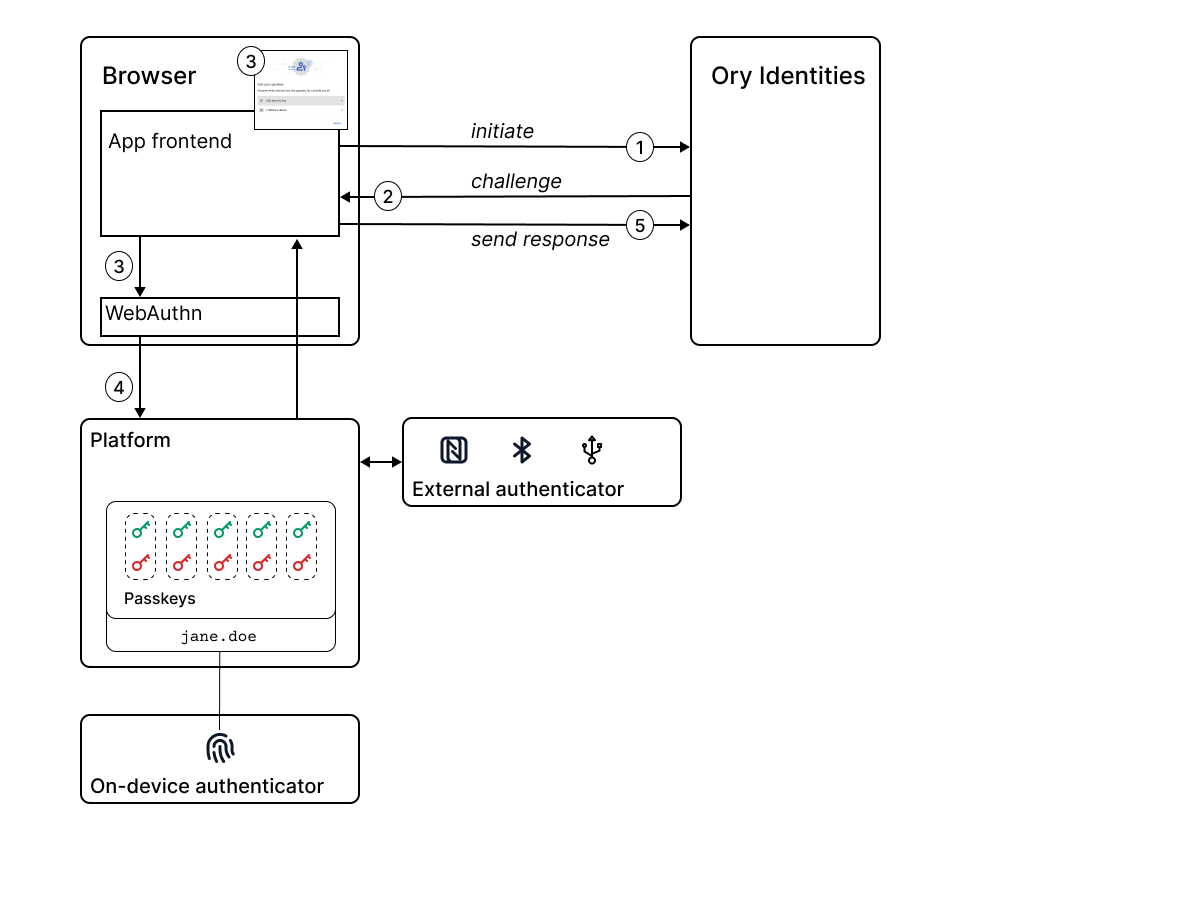 Browser
3
Ory Identities
App frontend
initiate
1
challenge
2
5
send response
3
WebAuthn
4
Platform
External authenticator
Passkeys
jane.doe
On-device authenticator